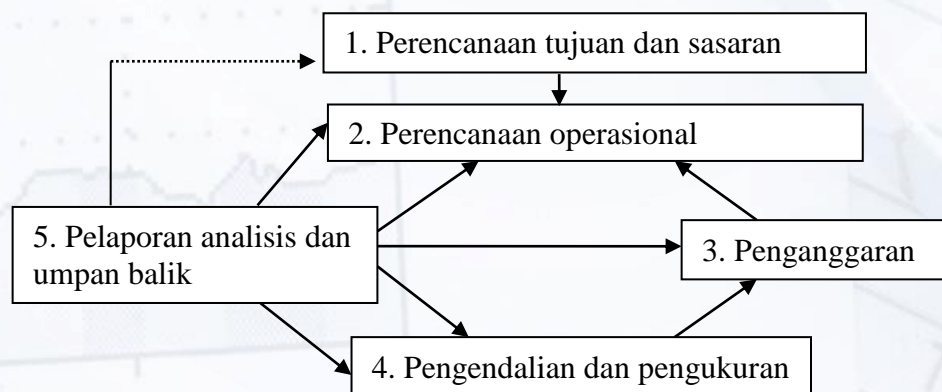 1. Perencanaan tujuan dan sasaran
2. Perencanaan operasional
5. Pelaporan analisis dan
umpan balik
3. Penganggaran
4. Pengendalian dan pengukuran